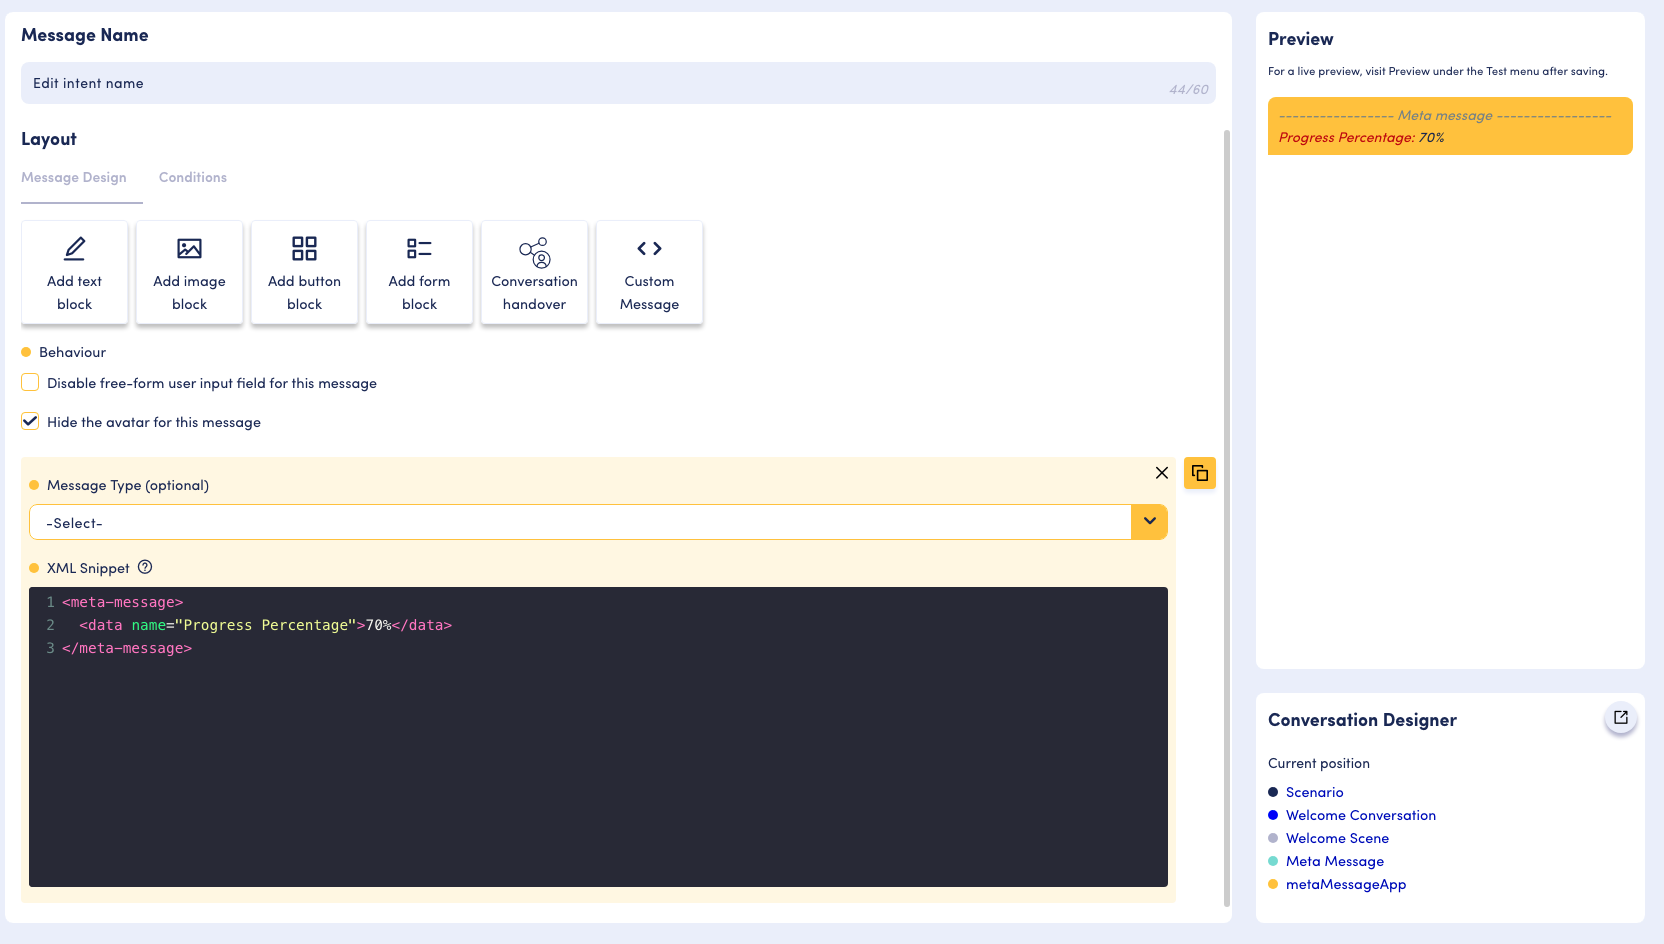 Message Name
Edit intent name
44/60
Layout
Message Design
Conditions
Add text
block
Add image
block
Add button
block
Add form
block
Conversation
handover
Custom
Message
Behaviour
Disable free-form user input field for this message
Hide the avatar for this message
Message Type (optional)
-Select-
XML Snippet
1 <meta-message>
2   <data name="Progress Percentage">70%</data>
3 </meta-message>
Preview
For a live preview, visit Preview under the Test menu after saving.
----------------- Meta message -----------------
Progress Percentage: 70%
Conversation Designer
Current position
Scenario
Welcome Conversation
Welcome Scene
Meta Message
metaMessageApp